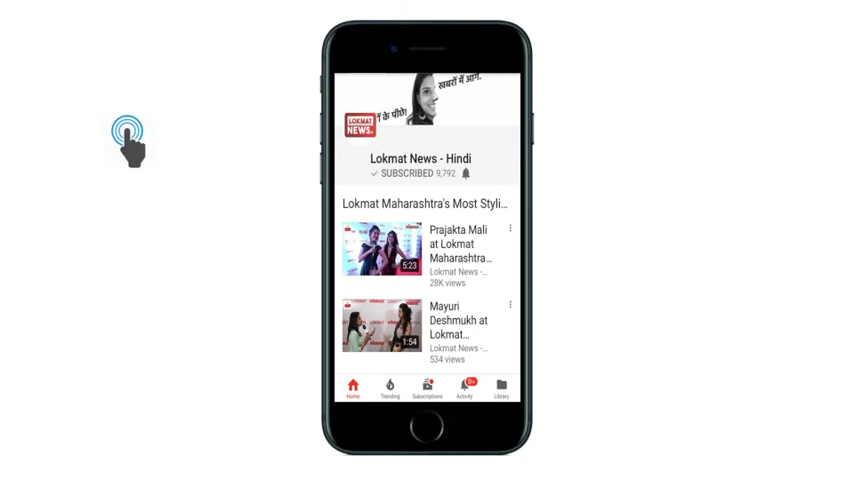 खबरों में आगे.
के पीछे!
LOKMAT
NEWS.
Lokmat News - Hindi
SUBSCRIBED 9,792
Lokmat Maharashtra's Most Styli...
Prajakta Mali
at Lokmat
Maharashtra...
Lokmat News -...
28K views
5:23
Mayuri
Deshmukh at
Lokmat...
Lokmat News -...
534 views
1:54
Home
Trending
Subscriptions
9+
Activity
Library